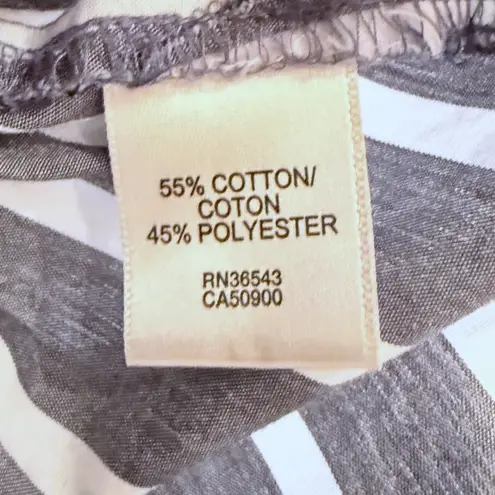 55% COTTON/
COTON
45% POLYESTER
RN36543
CA50900